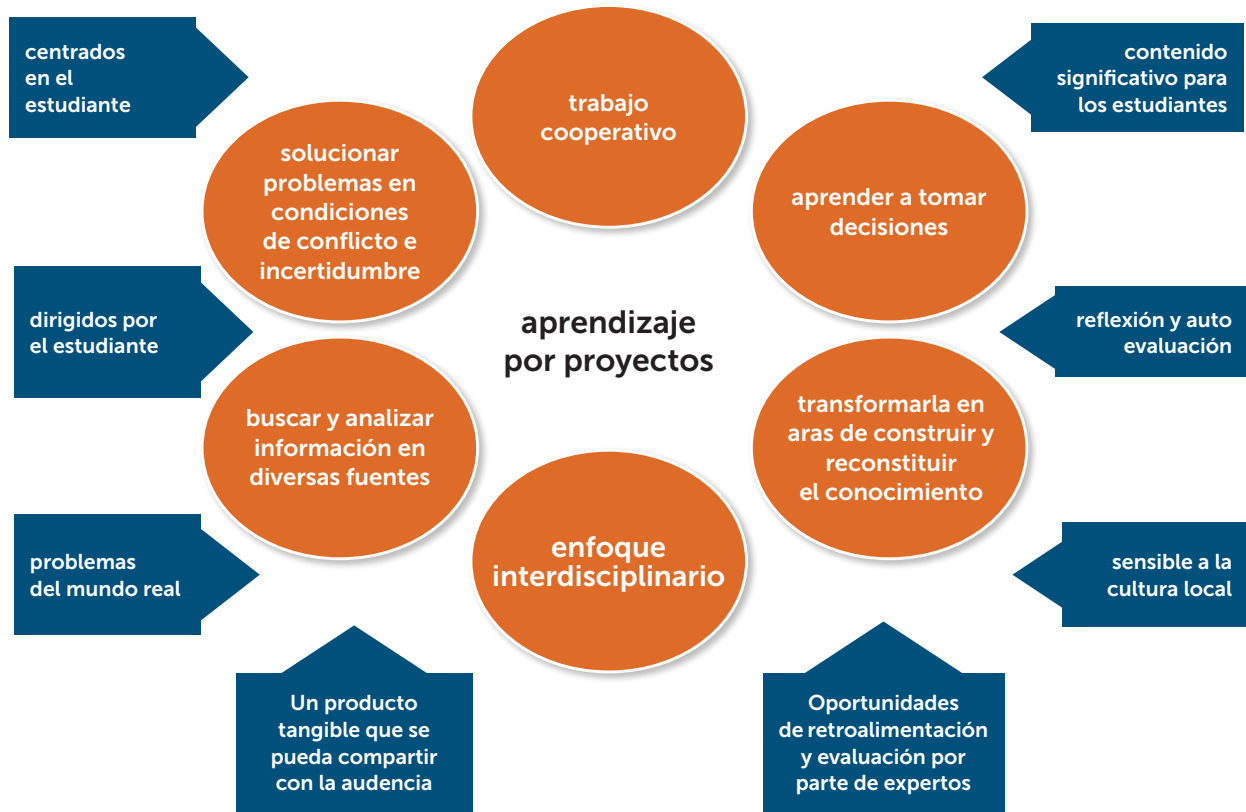 centrados
en el
estudiante
trabajo
cooperativo
contenido
significativo para
los estudiantes
solucionar
problemas en
condiciones
de conflicto e
incertidumbre
aprender a tomar
decisiones
dirigidos por
el estudiante
aprendizaje
por proyectos
reflexión y auto
evaluación
buscar y analizar
información en
diversas fuentes
transformarla en
aras de construir y
reconstituir
el conocimiento
problemas
del mundo real
enfoque
interdisciplinario
sensible a la
cultura local
Un producto
tangible que se
pueda compartir
con la audencia
Oportunidades
de retroalimentación
y evaluación por
parte de expertos